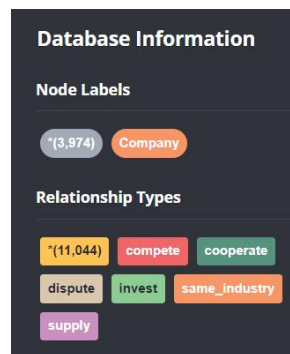 Database Information
Node Labels
*(3,974) Company
Relationship Types
*(11,044) compete cooperate
dispute invest same_industry
supply